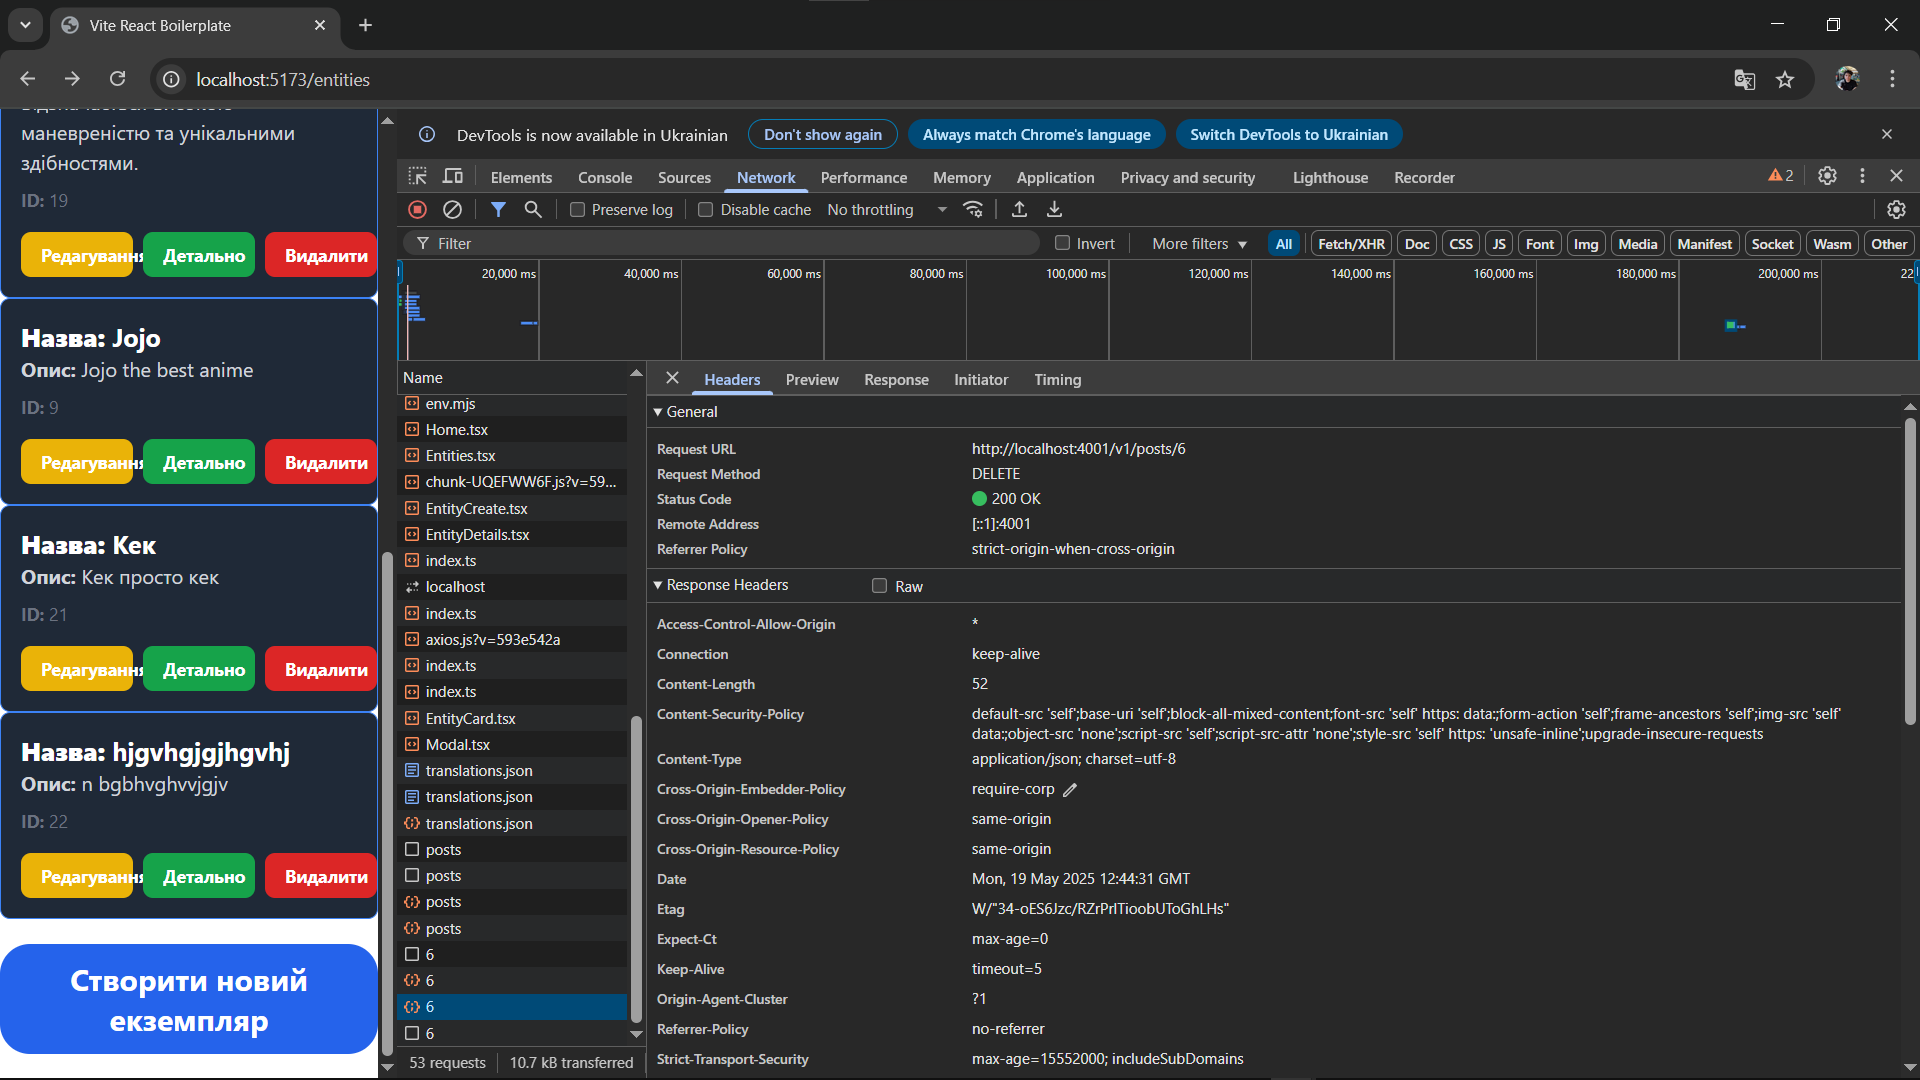 Vite React Boilerplate
localhost:5173/entities
маневреністю та унікальними
здібностями.
ID: 19
Редагування
Детально
Видалити
Назва: Jojo
Опис: Jojo the best anime
ID: 9
Редагування
Детально
Видалити
Назва: Кек
Опис: Кек просто кек
ID: 21
Редагування
Детально
Видалити
Назва: hjgvhgjgjhgvhj
Опис: n bgbhvghvvjgjv
ID: 22
Редагування
Детально
Видалити
Створити новий
екземпляр
DevTools is now available in Ukrainian
Don't show again
Always match Chrome's language
Switch DevTools to Ukrainian
Elements
Console
Sources
Network
Performance
Memory
Application
Privacy and security
Lighthouse
Recorder
2
Preserve log
Disable cache
No throttling
Filter
Invert
More filters
All
Fetch/XHR
Doc
CSS
JS
Font
Img
Media
Manifest
Socket
Wasm
Other
20,000 ms
40,000 ms
60,000 ms
80,000 ms
100,000 ms
120,000 ms
140,000 ms
160,000 ms
180,000 ms
200,000 ms
22
Name
env.mjs
Home.tsx
Entities.tsx
chunk-UQEFWW6F.js?v=59...
EntityCreate.tsx
EntityDetails.tsx
index.ts
localhost
index.ts
axios.js?v=593e542a
index.ts
index.ts
EntityCard.tsx
Modal.tsx
translations.json
translations.json
translations.json
posts
posts
posts
posts
6
6
6
6
53 requests
10.7 kB transferred
Headers
Preview
Response
Initiator
Timing
General
Request URL
http://localhost:4001/v1/posts/6
Request Method
DELETE
Status Code
200 OK
Remote Address
[::1]:4001
Referrer Policy
strict-origin-when-cross-origin
Response Headers
Raw
Access-Control-Allow-Origin
*
Connection
keep-alive
Content-Length
52
Content-Security-Policy
default-src 'self';base-uri 'self';block-all-mixed-content;font-src 'self' https: data:;form-action 'self';frame-ancestors 'self';img-src 'self'
data:;object-src 'none';script-src 'self';script-src-attr 'none';style-src 'self' https: 'unsafe-inline';upgrade-insecure-requests
Content-Type
application/json; charset=utf-8
Cross-Origin-Embedder-Policy
require-corp
Cross-Origin-Opener-Policy
same-origin
Cross-Origin-Resource-Policy
same-origin
Date
Mon, 19 May 2025 12:44:31 GMT
Etag
W/"34-oES6Jzc/RZrPrlTioobUToGhLHs"
Expect-Ct
max-age=0
Keep-Alive
timeout=5
Origin-Agent-Cluster
?1
Referrer-Policy
no-referrer
Strict-Transport-Security
max-age=15552000; includeSubDomains